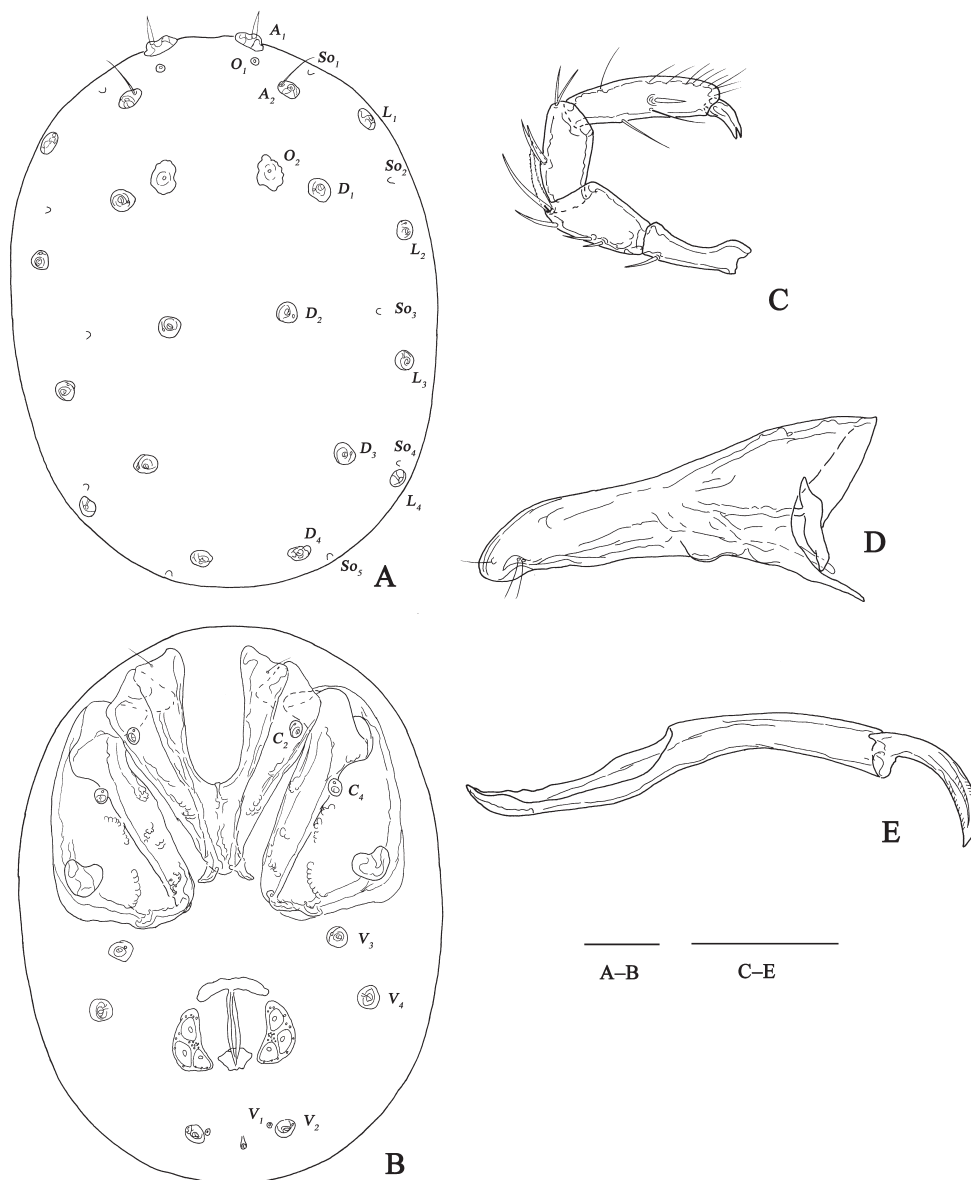 A₁
So₁
O₁
A₂
L₁
O₂
So₂
D₁
L₂
D₂
So₃
L₃
D₃
So₄
L₄
D₄
So₅
A
C
D
C₂
C₄
E
V₃
A–B
C–E
V₄
V₁
V₂
B